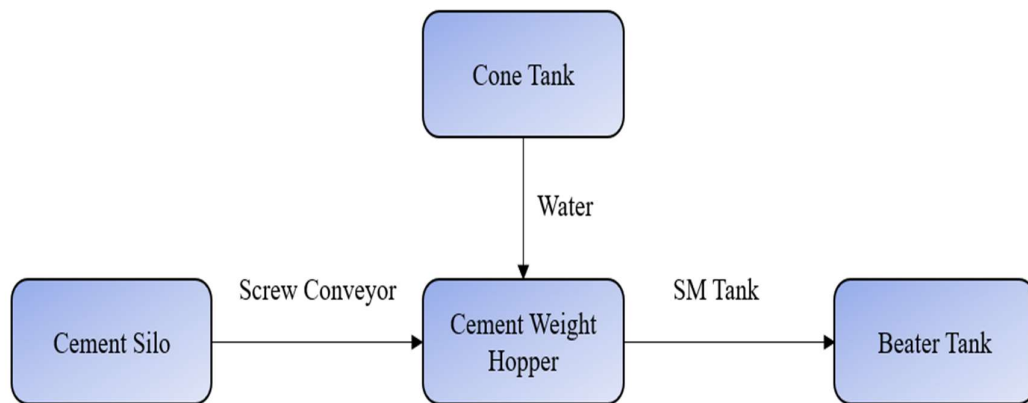 Cone Tank
Water
Screw Conveyor
SM Tank
Cement Silo
Cement Weight
Hopper
Beater Tank